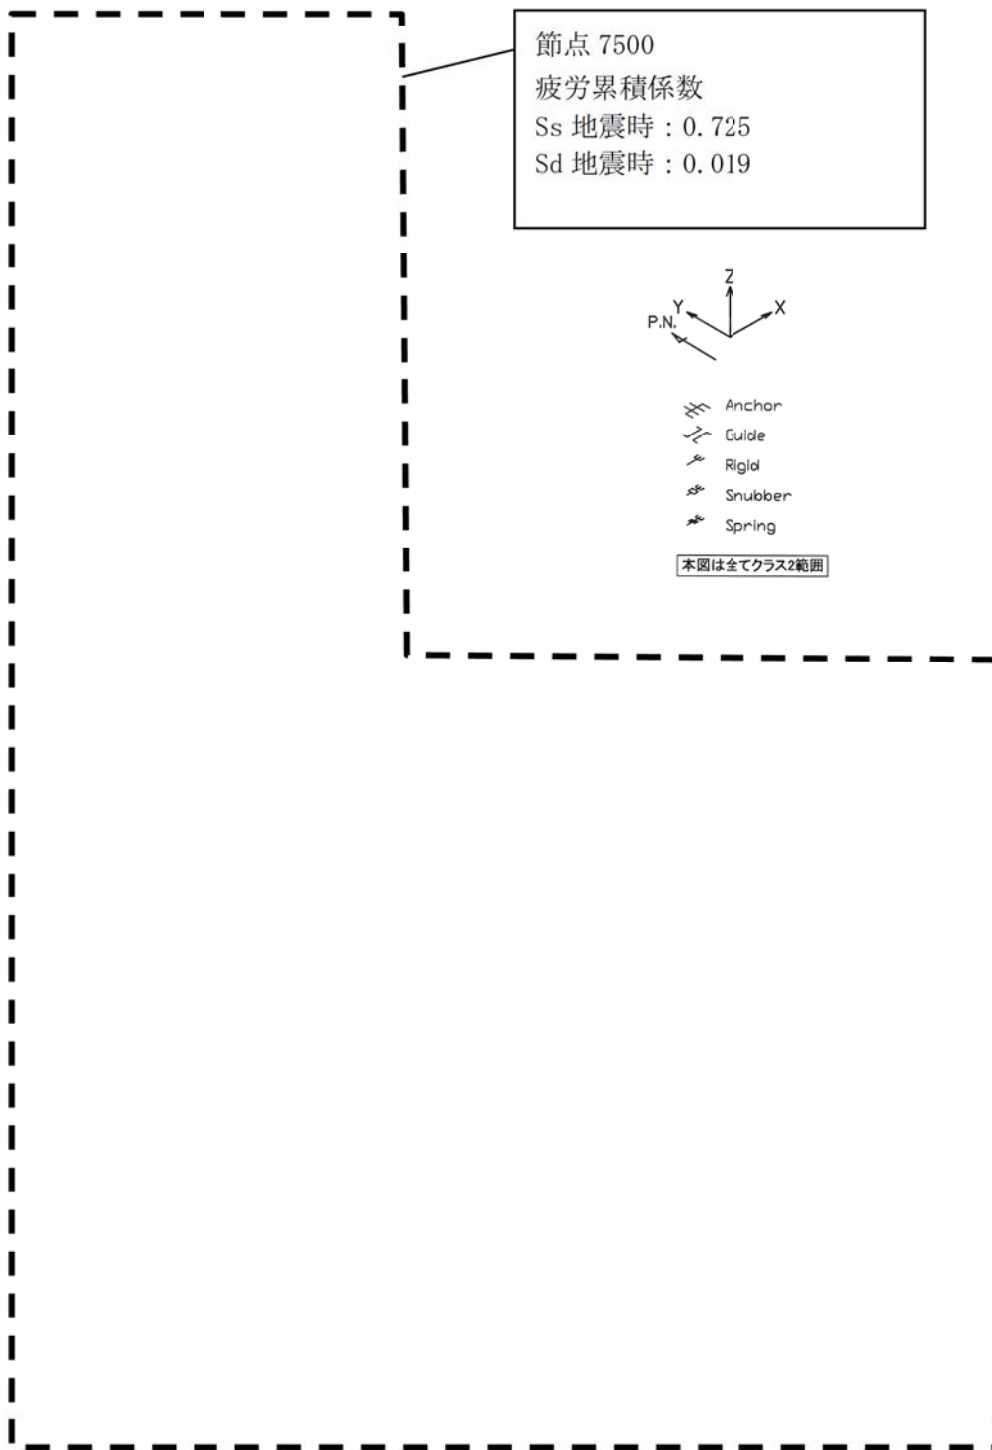 節点 7500
疲労累積係数
Ss 地震時：0.725
Sd 地震時：0.019
Z
Y
X
P.N.
Anchor
Guide
Rigid
Snubber
Spring
本図は全てクラス2範囲